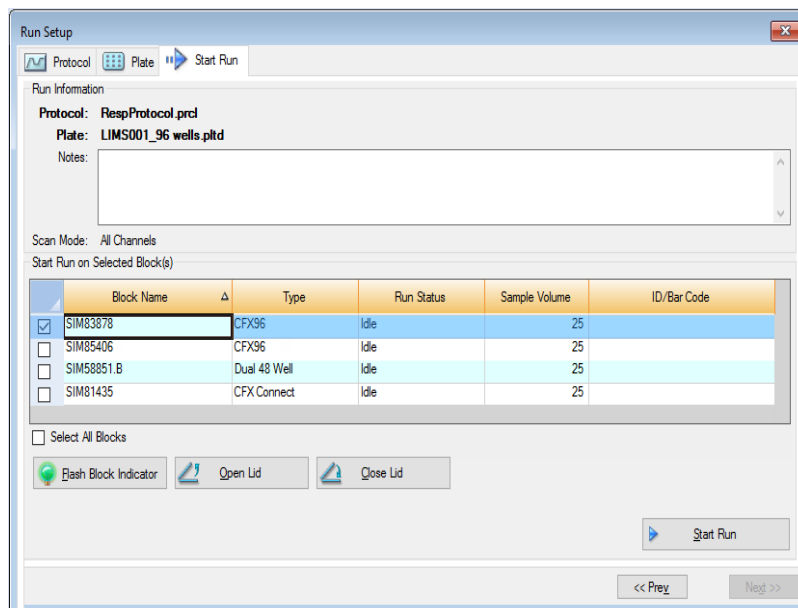 Run Setup
Protocol Plate Start Run
Run Information
Protocol: RespProtocol.prcl
Plate: LIMS001_96 wells.pltd
Notes:
Scan Mode: All Channels
Start Run on Selected Block(s)
Block Name Type Run Status Sample Volume ID/Bar Code
SIM83878 CFX96 Idle 25
SIM85406 CFX96 Idle 25
SIM58851.B Dual 48 Well Idle 25
SIM81435 CFX Connect Idle 25
Select All Blocks
Flash Block Indicator Open Lid Close Lid
Start Run
<< Prev Next >>